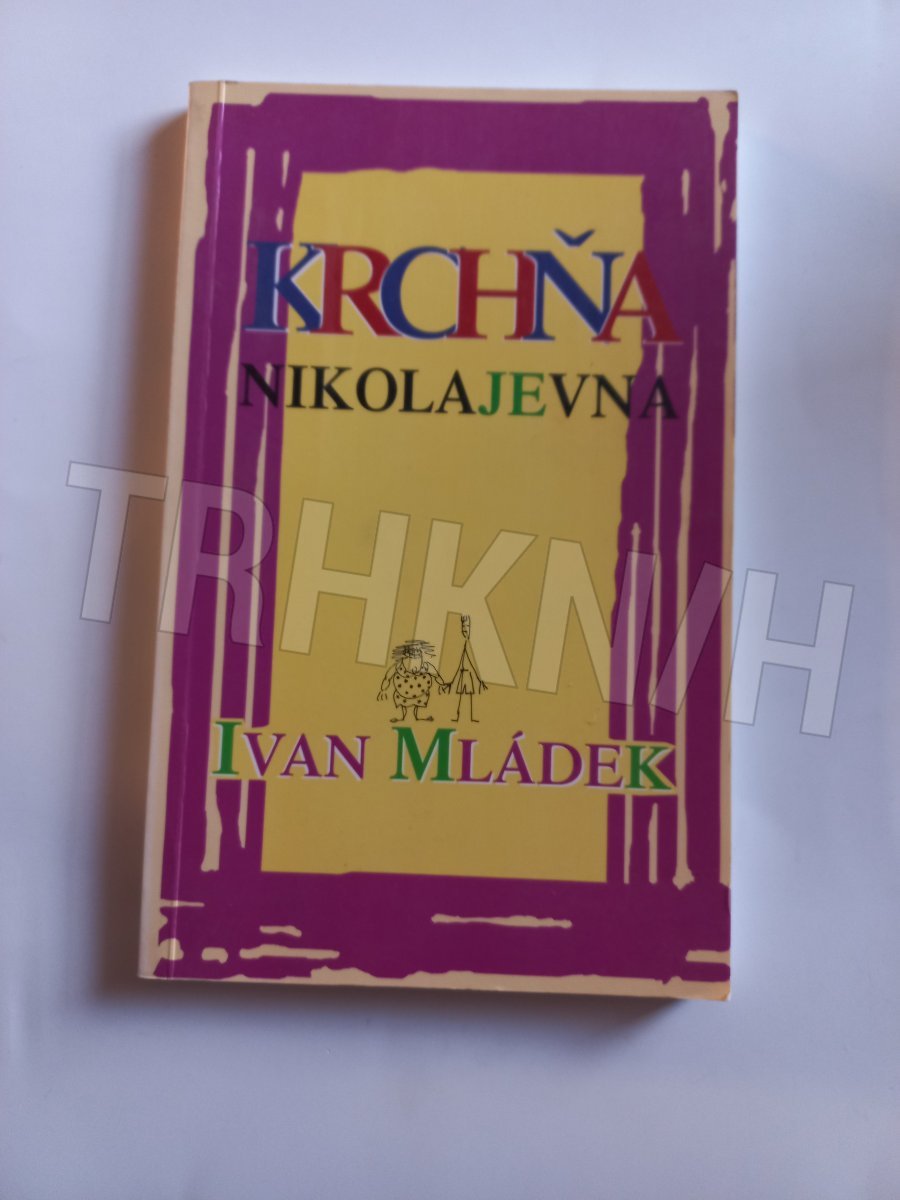 KRCHŇA
NIKOLAJEVNA
TRHKNIH
IVAN MLÁDEK